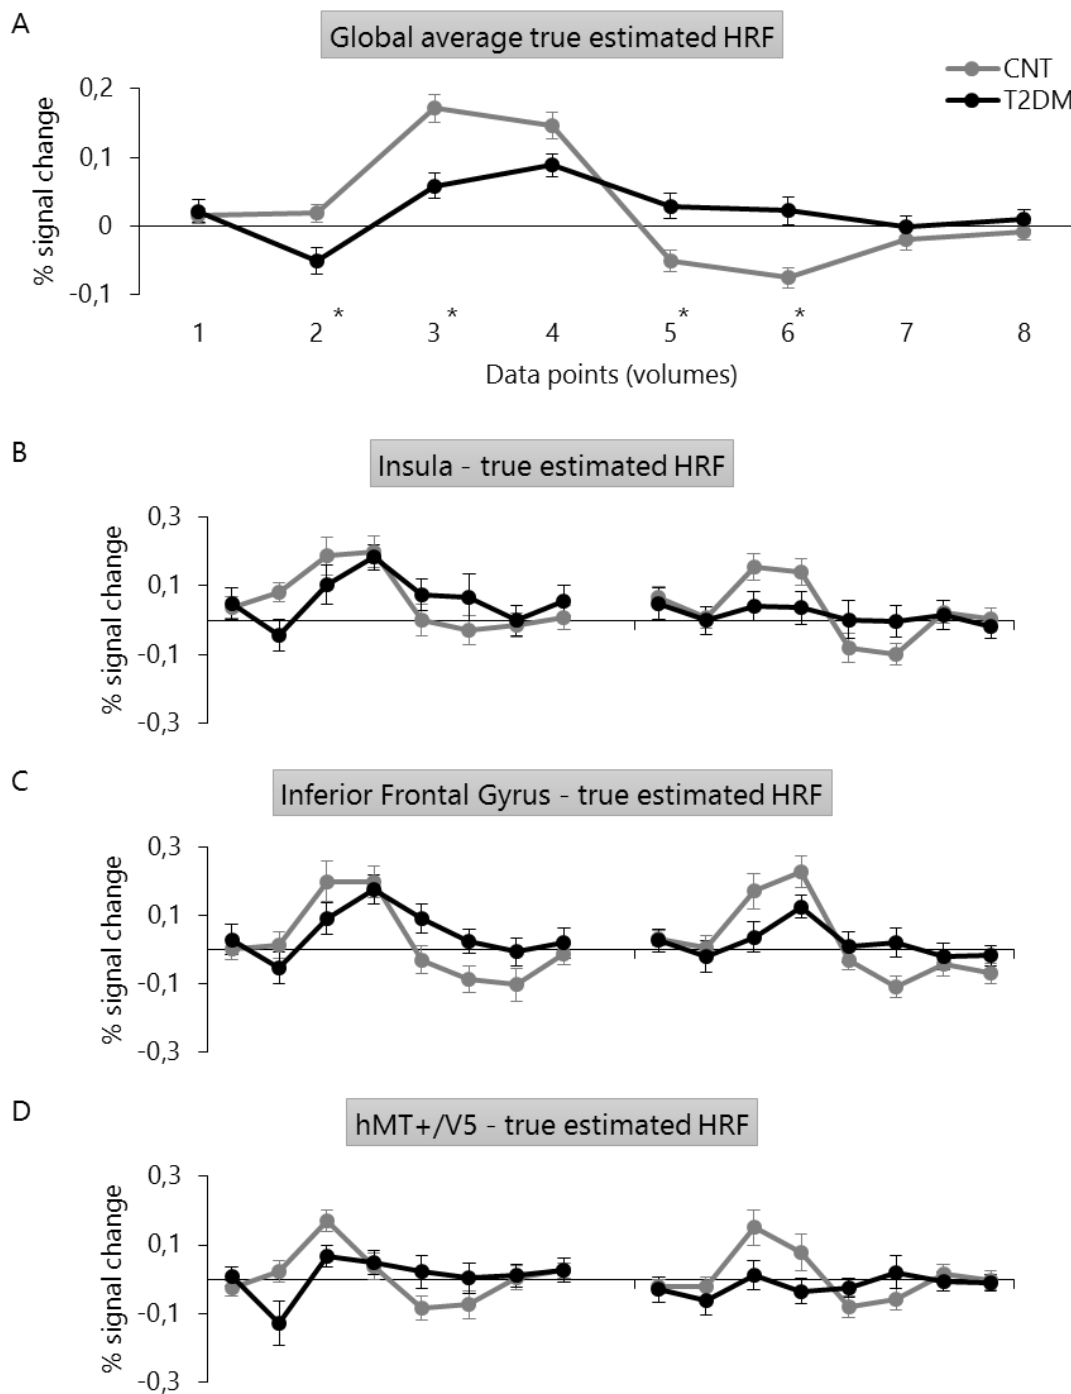 A
Global average true estimated HRF
CNT
T2DM
% signal change
0,2
0,1
0
-0,1
1 2* 3* 4 5* 6* 7 8
Data points (volumes)
B
Insula - true estimated HRF
% signal change
0,3
0,1
-0,1
-0,3
C
Inferior Frontal Gyrus - true estimated HRF
% signal change
0,3
0,1
-0,1
-0,3
D
hMT+/V5 - true estimated HRF
% signal change
0,3
0,1
-0,1
-0,3